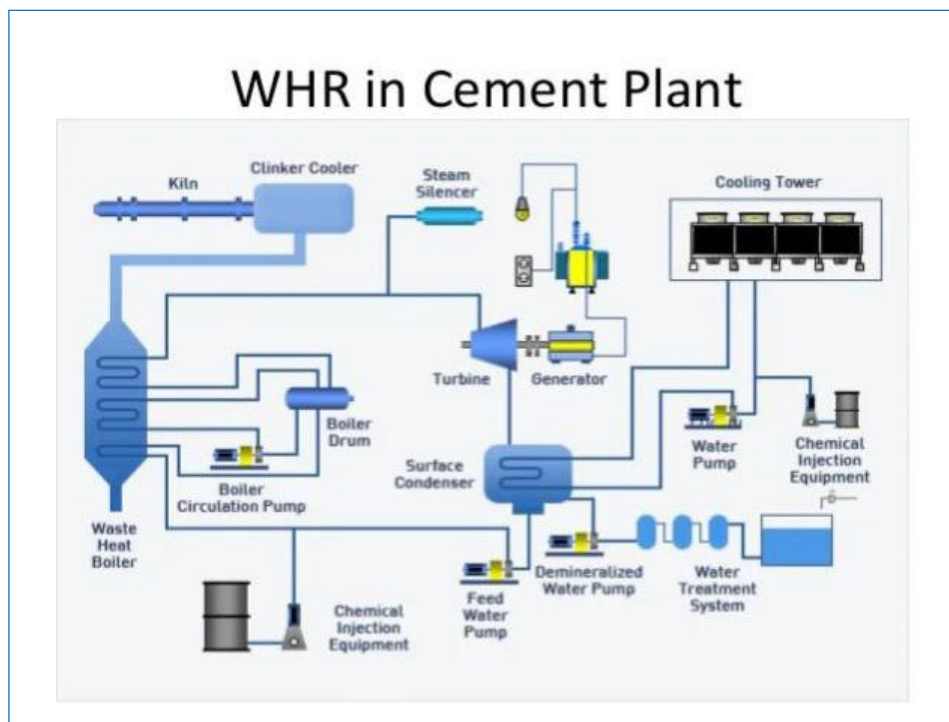 WHR in Cement Plant
Clinker Cooler
Kiln
Steam
Silencer
Cooling Tower
Turbine
Generator
Boiler
Drum
Boiler
Circulation Pump
Surface
Condenser
Water
Pump
Chemical
Injection
Equipment
Waste
Heat
Boiler
Chemical
Injection
Equipment
Feed
Water
Pump
Demineralized
Water Pump
Water
Treatment
System